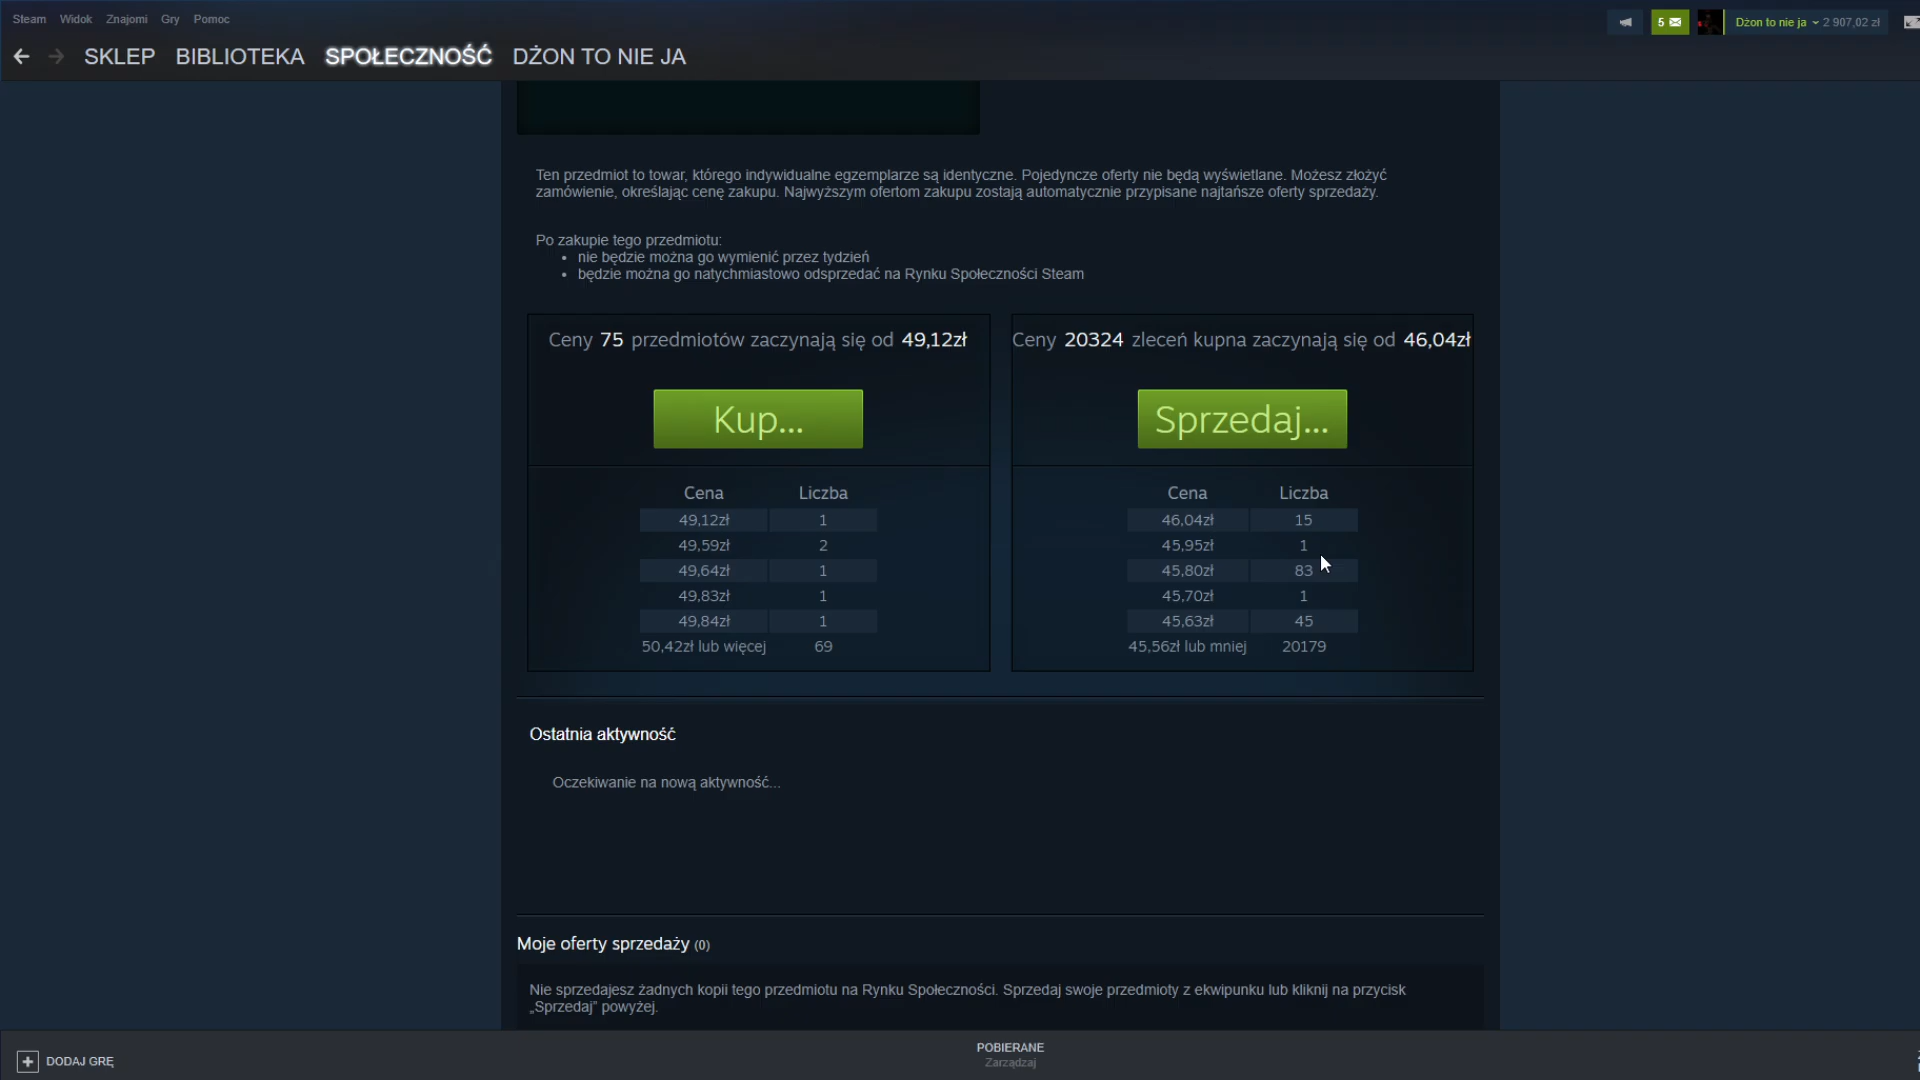 Steam Widok Znajomi Gry Pomoc
5 Dżon to nie ja 2 907,02 zł
SKLEP BIBLIOTEKA SPOŁECZNOŚĆ DŻON TO NIE JA
Ten przedmiot to towar, którego indywidualne egzemplarze są identyczne. Pojedyncze oferty nie będą wyświetlane. Możesz złożyć
zamówienie, określając cenę zakupu. Najwyższym ofertom zakupu zostają automatycznie przypisane najtańsze oferty sprzedaży.
Po zakupie tego przedmiotu:
• nie będzie można go wymienić przez tydzień
• będzie można go natychmiastowo odsprzedać na Rynku Społeczności Steam
Ceny 75 przedmiotów zaczynają się od 49,12zł
Kup...
Cena Liczba
49,12zł 1
49,59zł 2
49,64zł 1
49,83zł 1
49,84zł 1
50,42zł lub więcej 69
Ceny 20324 zleceń kupna zaczynają się od 46,04zł
Sprzedaj...
Cena Liczba
46,04zł 15
45,95zł 1
45,80zł 83
45,70zł 1
45,63zł 45
45,56zł lub mniej 20179
Ostatnia aktywność
Oczekiwanie na nową aktywność...
Moje oferty sprzedaży (0)
Nie sprzedajesz żadnych kopii tego przedmiotu na Rynku Społeczności. Sprzedaj swoje przedmioty z ekwipunku lub kliknij na przycisk
„Sprzedaj” powyżej.
DODAJ GRĘ
POBIERANE
Zarządzaj